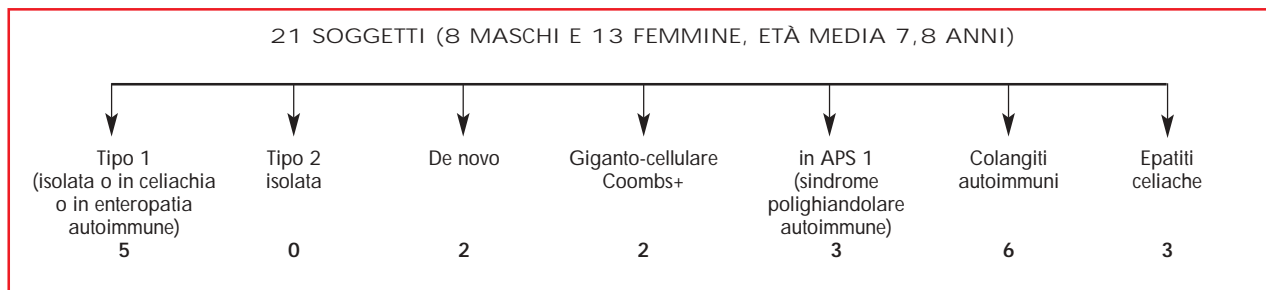 21 SOGGETTI (8 MASCHI E 13 FEMMINE, ETÀ MEDIA 7,8 ANNI)
Tipo 1
(isolata o in celiachia
o in enteropatia
autoimmune)
5
Tipo 2
isolata
0
De novo
2
Giganto-cellulare
Coombs+
2
in APS 1
(sindrome
polighiandolare
autoimmune)
3
Colangiti
autoimmuni
6
Epatiti
celiache
3